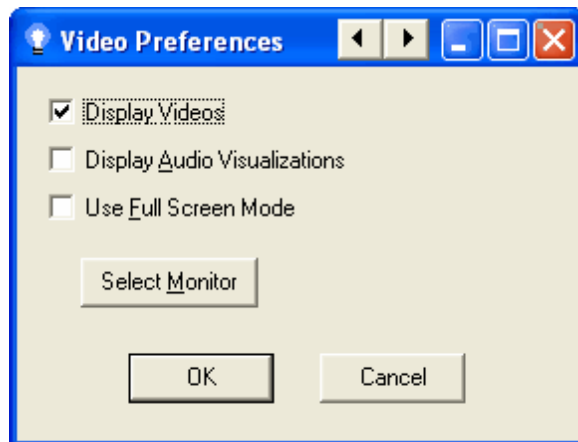 Video Preferences
Display Videos
Display Audio Visualizations
Use Full Screen Mode
Select Monitor
OK Cancel